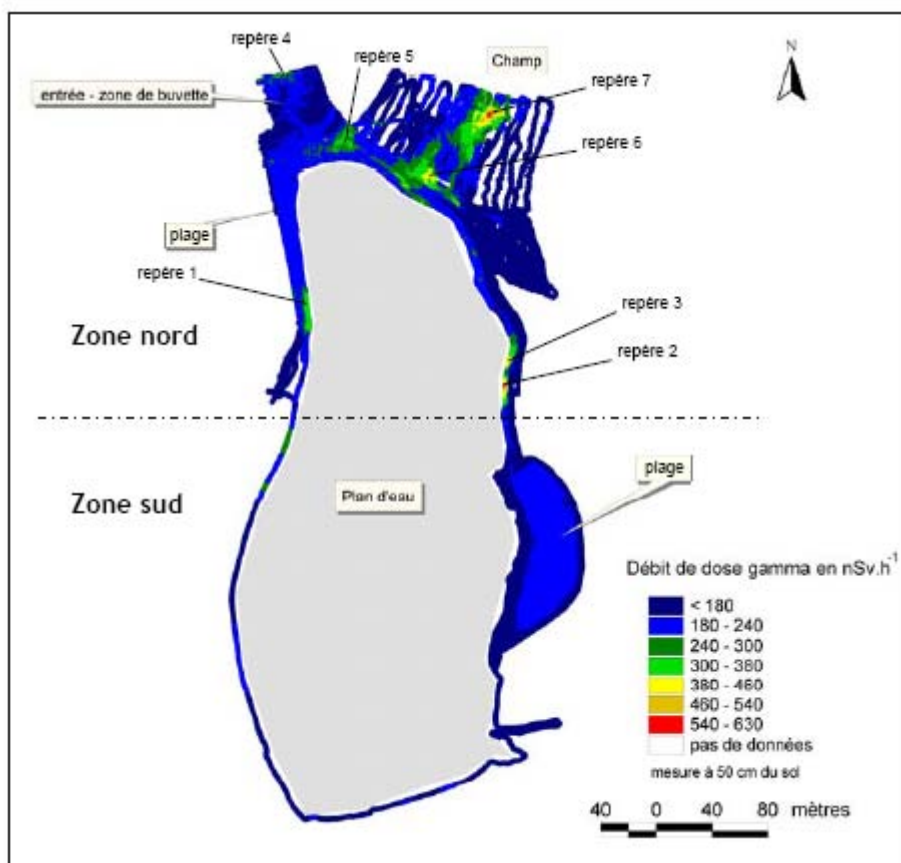 repère 4
repère 5
Champ
N
entrée - zone de buvette
repère 7
repère 6
plage
repère 1
repère 3
Zone nord
repère 2
plage
Zone sud
Plan d'eau
Débit de dose gamma en nSv.h-1
< 180
180 - 240
240 - 300
300 - 380
380 - 460
460 - 540
540 - 630
pas de données
mesure à 50 cm du sol
40 0 40 80 mètres